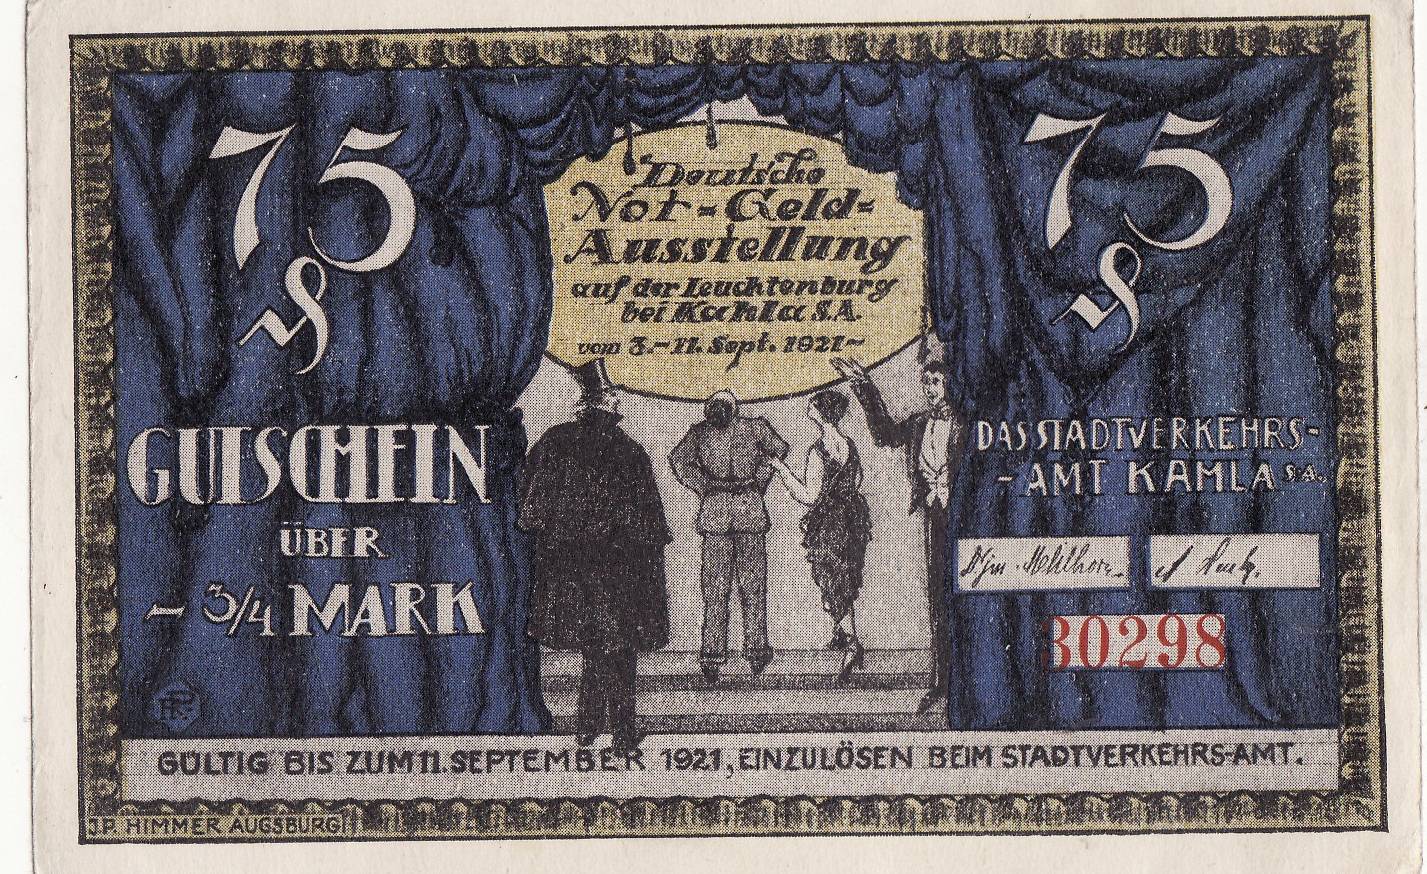 75
₰
GUTSCHEIN
ÜBER
- 3/4 MARK
Deutsche
Not-Geld-
Ausstellung
auf der Leuchtenburg
bei Kahla S.A.
vom 3.-11. Sept. 1921~
75
₰
DAS STADTVERKEHRS-
-AMT KAHLA S.A.
30298
GÜLTIG BIS ZUM 11. SEPTEMBER 1921, EINZULÖSEN BEIM STADTVERKEHRS-AMT.
J.P. HIMMER AUGSBURG